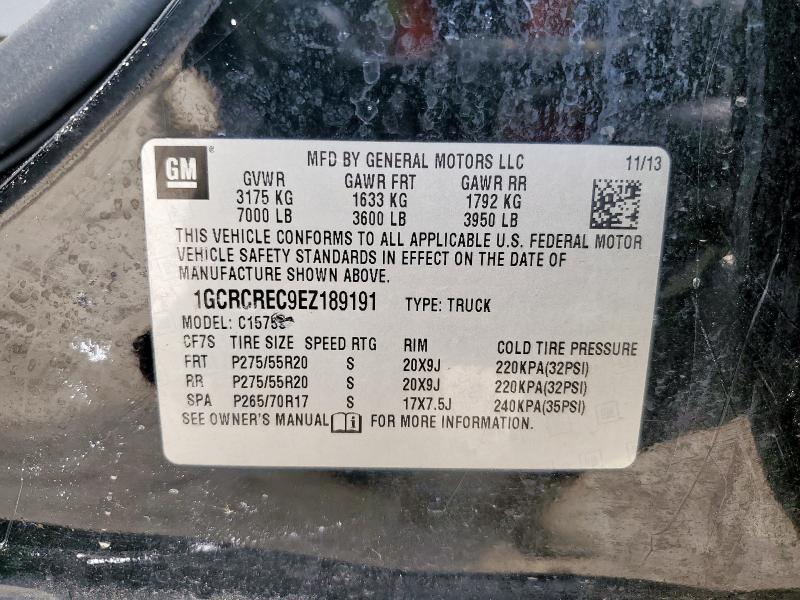 GM
MFD BY GENERAL MOTORS LLC 11/13
GVWR GAWR FRT GAWR RR
3175 KG 1633 KG 1792 KG
7000 LB 3600 LB 3950 LB
THIS VEHICLE CONFORMS TO ALL APPLICABLE U.S. FEDERAL MOTOR
VEHICLE SAFETY STANDARDS IN EFFECT ON THE DATE OF
MANUFACTURE SHOWN ABOVE.
1GCRCREC9EZ189191 TYPE: TRUCK
MODEL:
CF7S TIRE SIZE SPEED RTG RIM COLD TIRE PRESSURE
FRT P275/55R20 S 20X9J 220KPA(32PSI)
RR P275/55R20 S 20X9J 220KPA(32PSI)
SPA P265/70R17 S 17X7.5J 240KPA(35PSI)
SEE OWNER'S MANUAL FOR MORE INFORMATION.